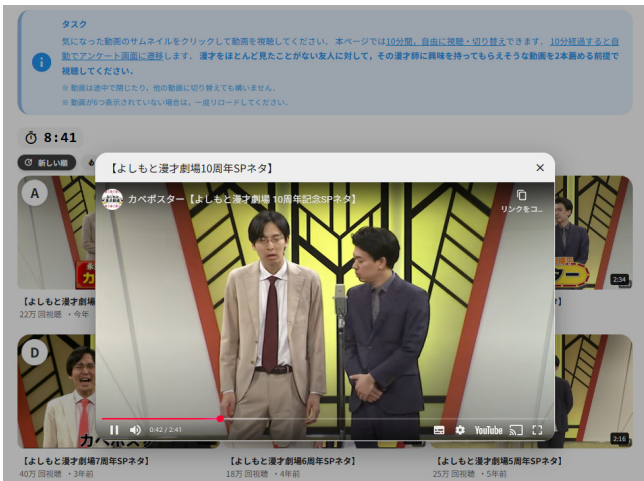 タスク
気になった動画のサムネイルをクリックして動画を視聴してください. 本ページでは10分間, 自由に視聴・切り替えできます. 10分経過すると自
動でアンケート画面に遷移します. 漫才をほとんど見たことがない友人に対して, その漫才師に興味を持ってもらえそうな動画を2本薦める前提で
視聴してください.
※ 動画は途中で閉じたり, 他の動画に切り替えても構いません.
※ 動画が6つ表示されていない場合は, 一度リロードしてください.
8:41
新しい順
【よしもと漫才劇場10周年SPネタ】
×
A
カベポスター【よしもと漫才劇場 10周年記念SPネタ】
リンクをコ...
2:34
【よしもと漫才劇場
22万 回視聴 ・今年
D
0:42 / 2:41
YouTube
2:16
【よしもと漫才劇場7周年SPネタ】
40万 回視聴 ・3年前
【よしもと漫才劇場6周年SPネタ】
18万 回視聴 ・4年前
【よしもと漫才劇場5周年SPネタ】
25万 回視聴 ・5年前